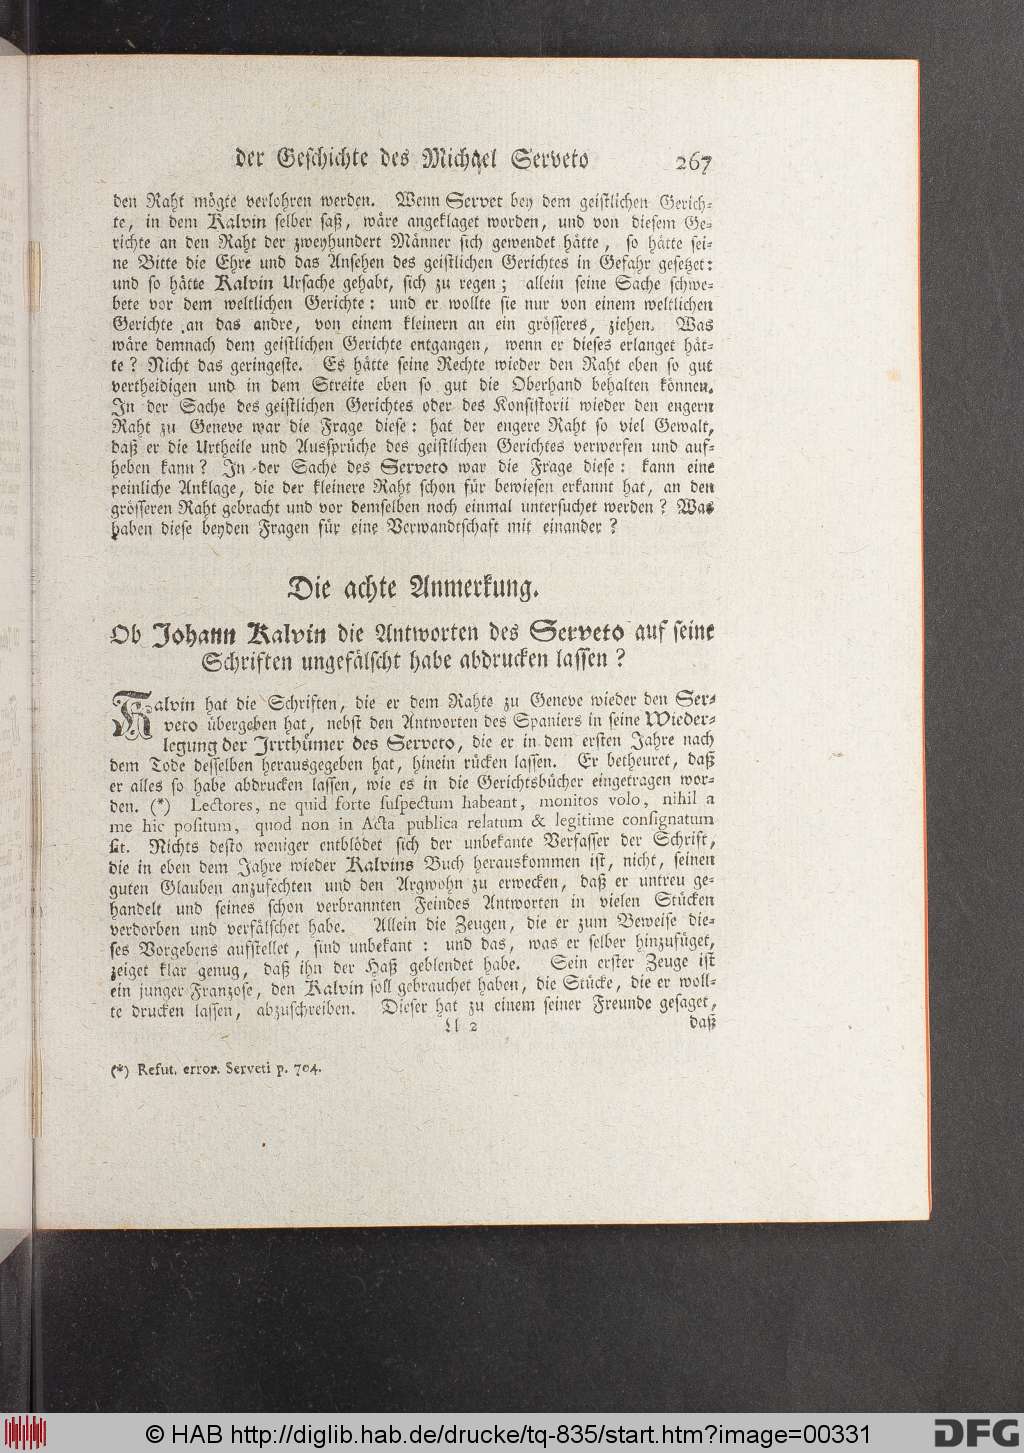 der Geschichte des Michael Serveto 267
den Raht mögte verlohren werden. Wenn Servet bey dem geistlichen Gerich-
te, in dem Kalvin selber saß, wäre angeklaget worden, und von diesem Ge-
richte an den Raht der zweyhundert Männer sich gewendet hätte, so hätte sei-
ne Bitte die Ehre und das Ansehen des geistlichen Gerichtes in Gefahr gesetzet:
und so hätte Kalvin Ursache gehabt, sich zu regen; allein seine Sache schwe-
bete vor dem weltlichen Gerichte: und er wollte sie nur von einem weltlichen
Gerichte an das andre, von einem kleinern an ein grösseres, ziehen. Was
wäre demnach dem geistlichen Gerichte entgangen, wenn er dieses erlanget hät-
te? Nicht das geringeste. Es hätte seine Rechte wieder den Raht eben so gut
vertheidigen und in dem Streite eben so gut die Oberhand behalten können.
In der Sache des geistlichen Gerichtes oder des Konsistorii wieder den engern
Raht zu Geneve war die Frage diese: hat der engere Raht so viel Gewalt,
daß er die Urtheile und Aussprüche des geistlichen Gerichtes verwerfen und auf-
heben kann? In der Sache des Serveto war die Frage diese: kann eine
peinliche Anklage, die der kleinere Raht schon für bewiesen erkannt hat, an den
grösseren Raht gebracht und vor demselben noch einmal untersuchet werden? Was
haben diese beyden Fragen für eine Verwandtschaft mit einander?
Die achte Anmerkung.
Ob Johann Kalvin die Antworten des Serveto auf seine
Schriften ungefälscht habe abdrucken lassen?
Kalvin hat die Schriften, die er dem Rahte zu Geneve wieder den Ser-
veto übergeben hat, nebst den Antworten des Spaniers in seine Wieder-
legung der Irrthümer des Serveto, die er in dem ersten Jahre nach
dem Tode desselben herausgegeben hat, hinein rücken lassen. Er betheuret, daß
er alles so habe abdrucken lassen, wie es in die Gerichtsbücher eingetragen wor-
den. (*) Lectores, ne quid forte suspectum habeant, monitos volo, nihil a
me hic positum, quod non in Acta publica relatum & legitime consignatum
sit. Nichts desto weniger entblödet sich der unbekante Verfasser der Schrift,
die in eben dem Jahre wieder Kalvins Buch herauskommen ist, nicht, seinen
guten Glauben anzufechten und den Argwohn zu erwecken, daß er untreu ge-
handelt und seines schon verbrannten Feindes Antworten in vielen Stücken
verdorben und verfälschet habe. Allein die Zeugen, die er zum Beweise die-
ses Vorgebens aufstellet, sind unbekant: und das, was er selber hinzufüget,
zeiget klar genug, daß ihn der Haß geblendet habe. Sein erster Zeuge ist
ein junger Franzose, den Kalvin soll gebrauchet haben, die Stücke, die er woll-
te drucken lassen, abzuschreiben. Dieser hat zu einem seiner Freunde gesaget,
Ll 2 daß
(*) Refut. error. Serveti p. 704.
© HAB http://diglib.hab.de/drucke/tq-835/start.htm?image=00331
DFG